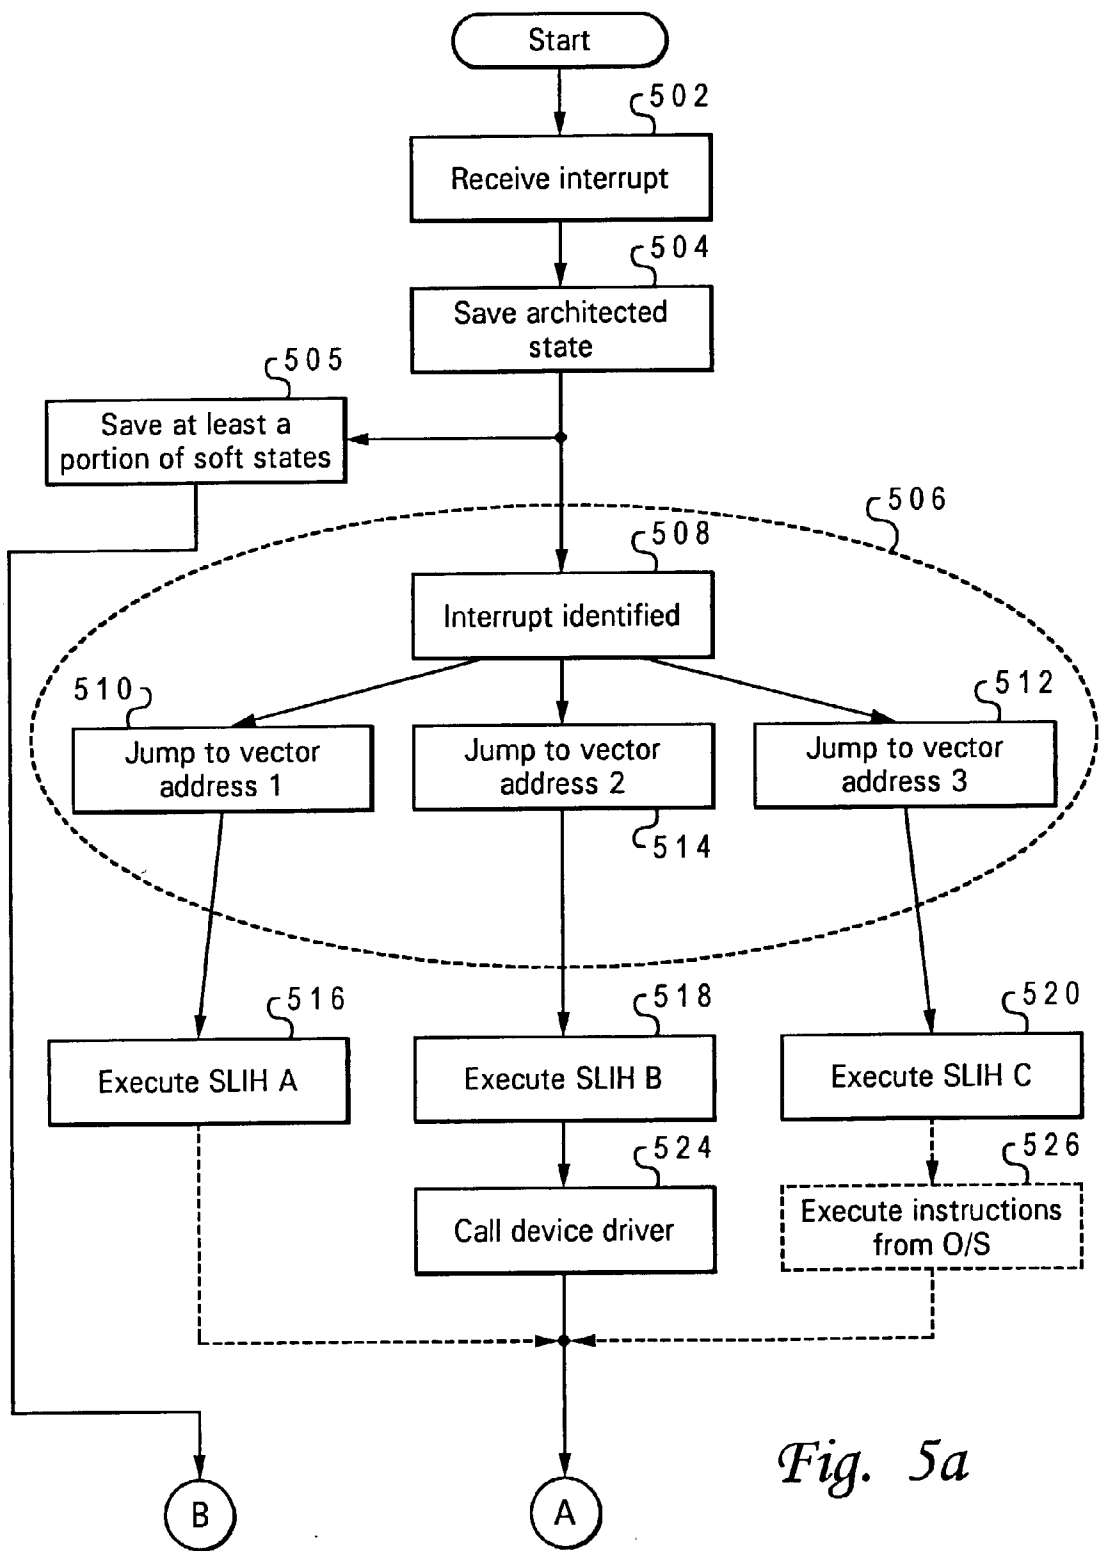 Start
502
Receive interrupt
504
Save architected
state
505
Save at least a
portion of soft states
506
508
Interrupt identified
510
Jump to vector
address 1
Jump to vector
address 2
514
512
Jump to vector
address 3
516
Execute SLIH A
518
Execute SLIH B
520
Execute SLIH C
524
Call device driver
526
Execute instructions
from O/S
B
A
Fig. 5a